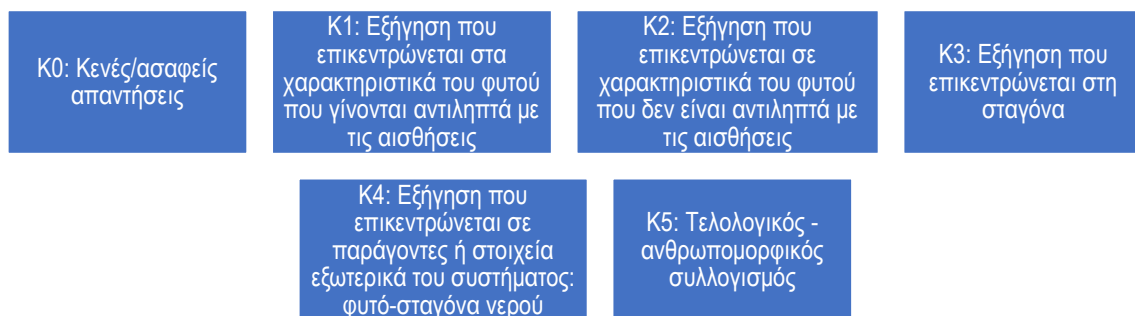 Κ0: Κενές/ασαφείς
απαντήσεις
Κ1: Εξήγηση που
επικεντρώνεται στα
χαρακτηριστικά του φυτού
που γίνονται αντιληπτά με
τις αισθήσεις
Κ2: Εξήγηση που
επικεντρώνεται σε
χαρακτηριστικά του φυτού
που δεν είναι αντιληπτά με
τις αισθήσεις
Κ3: Εξήγηση που
επικεντρώνεται στη
σταγόνα
Κ4: Εξήγηση που
επικεντρώνεται σε
παράγοντες ή στοιχεία
εξωτερικά του συστήματος:
φυτό-σταγόνα νερού
Κ5: Τελολογικός -
ανθρωπομορφικός
συλλογισμός